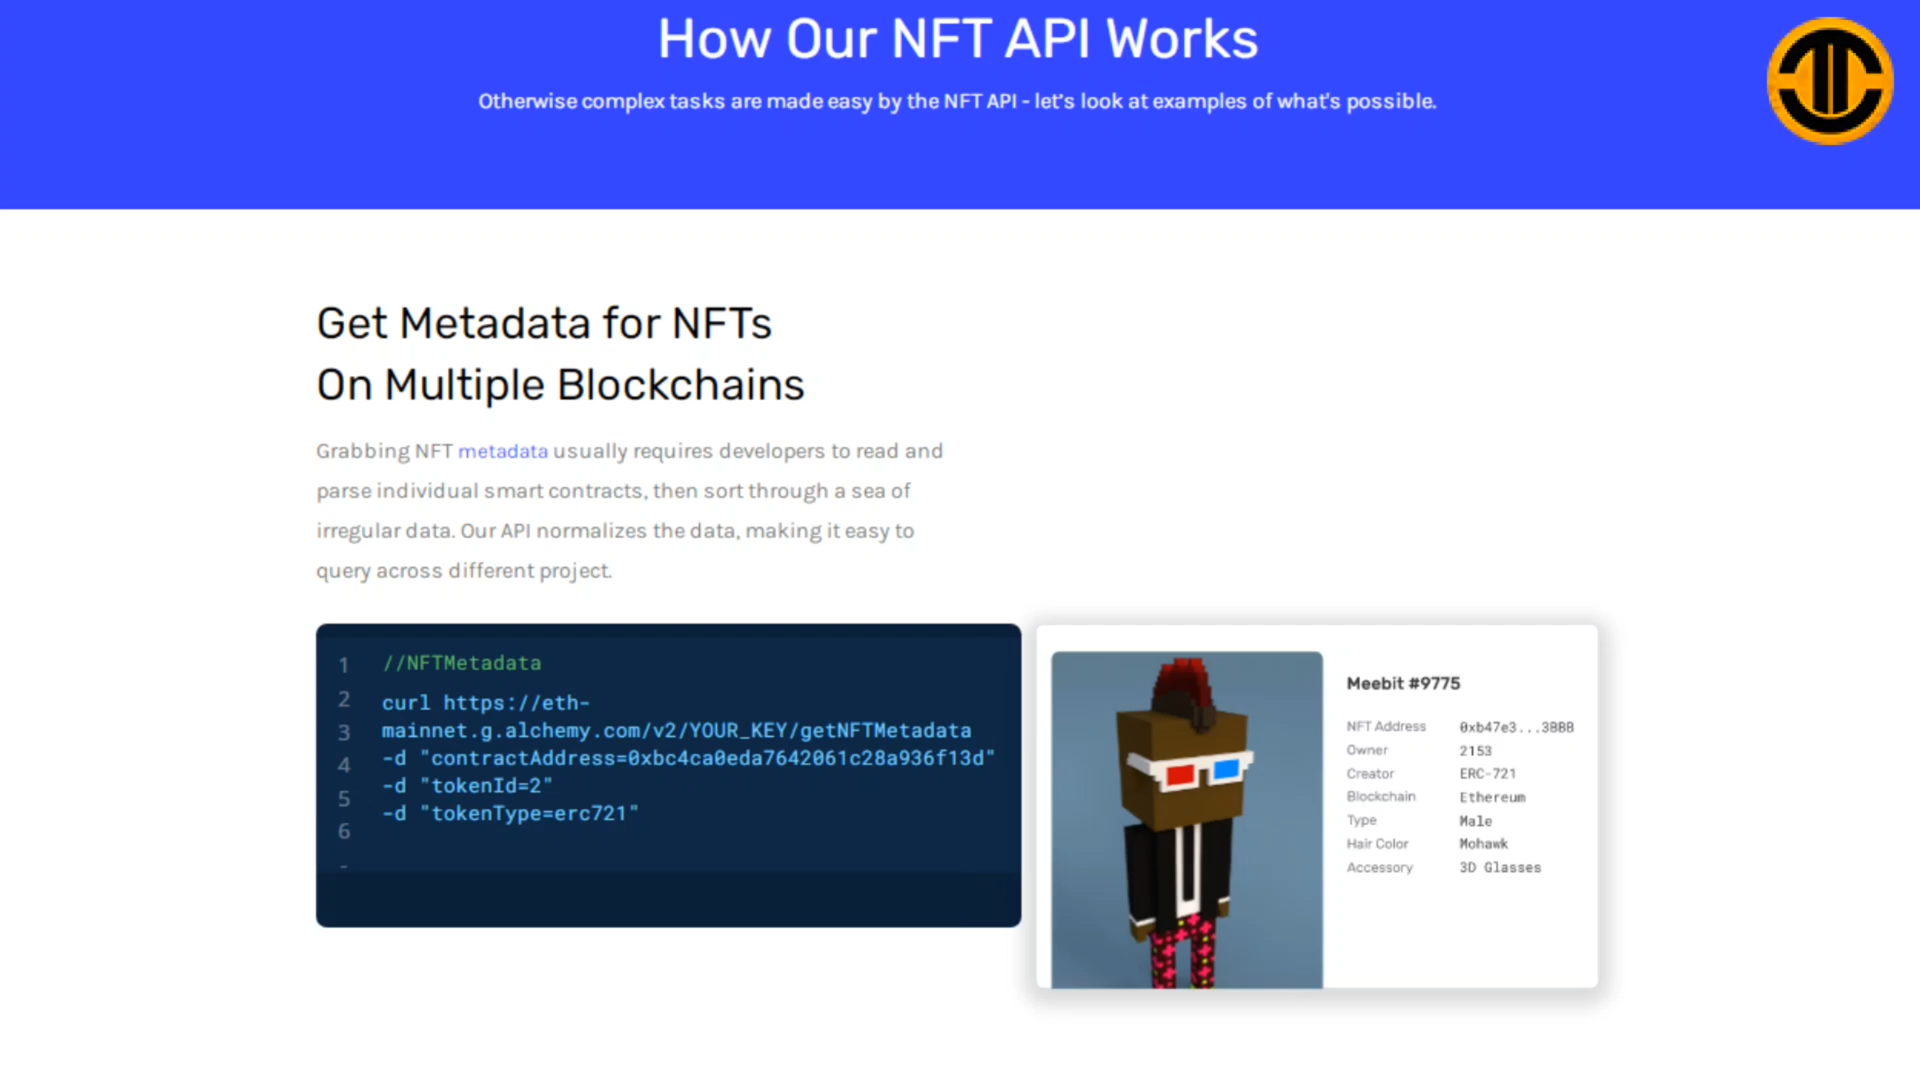 How Our NFT API Works
Otherwise complex tasks are made easy by the NFT API - let's look at examples of what's possible.
Get Metadata for NFTs
On Multiple Blockchains
Grabbing NFT metadata usually requires developers to read and
parse individual smart contracts, then sort through a sea of
irregular data. Our API normalizes the data, making it easy to
query across different project.
1 //NFTMetadata
2 curl https://eth-
3 mainnet.g.alchemy.com/v2/YOUR_KEY/getNFTMetadata
4 -d "contractAddress=0xbc4ca0eda7642061c28a936f13d"
5 -d "tokenId=2"
6 -d "tokenType=erc721"
Meebit #9775
NFT Address 0xb47e3...3BBB
Owner 2153
Creator ERC-721
Blockchain Ethereum
Type Male
Hair Color Mohawk
Accessory 3D Glasses